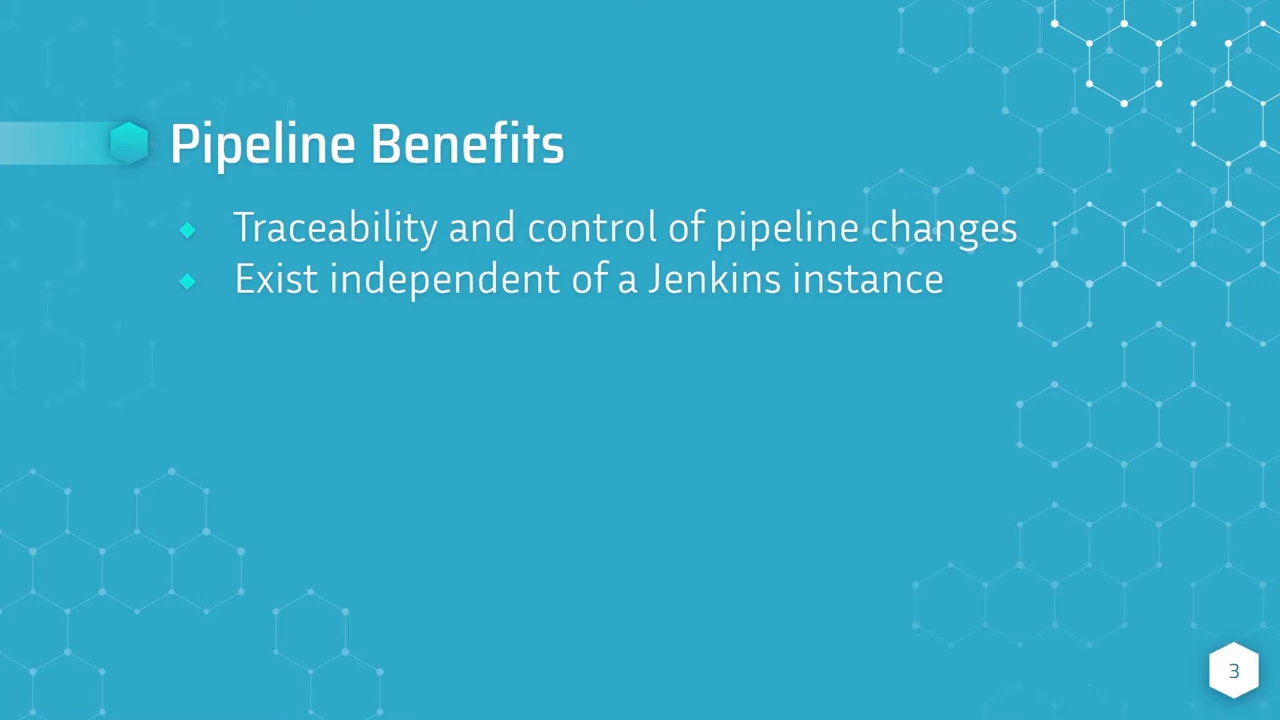 Pipeline Benefits
Traceability and control of pipeline changes
Exist independent of a Jenkins instance
3